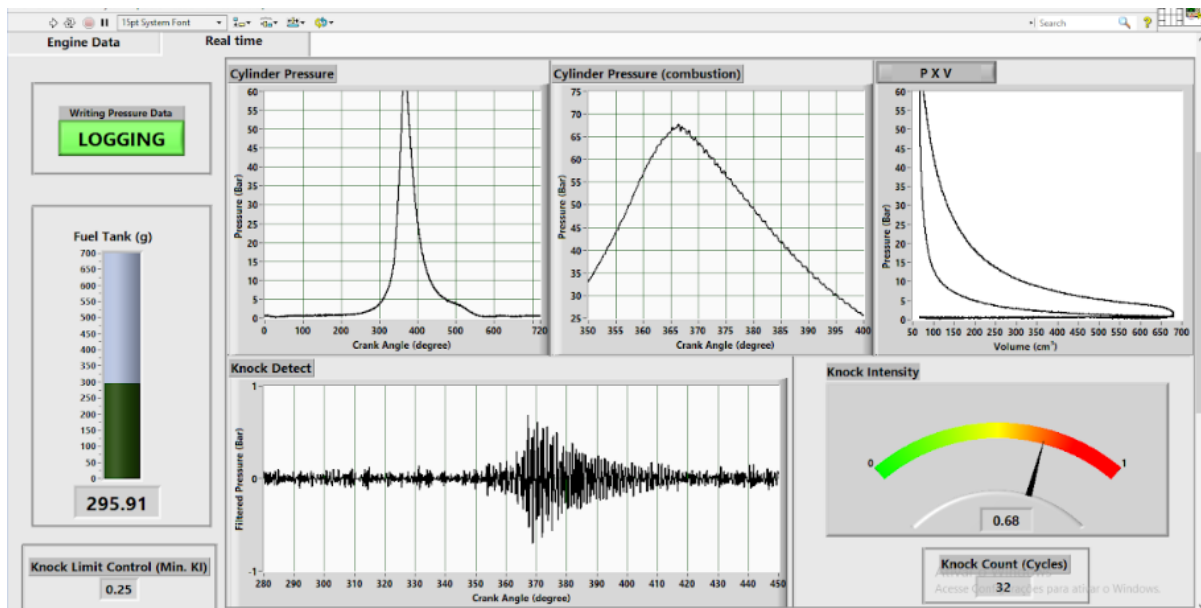 15pt System Font
Search
Engine Data
Real time
Writing Pressure Data
LOGGING
Fuel Tank (g)
700
650
600
550
500
450
400
350
300
250
200
150
100
50
0
295.91
Knock Limit Control (Min. KI)
0.25
Cylinder Pressure
Pressure (Bar)
60
55
50
45
40
35
30
25
20
15
10
5
0
0 100 200 300 400 500 600 720
Crank Angle (degree)
Cylinder Pressure (combustion)
Pressure (Bar)
75
70
65
60
55
50
45
40
35
30
25
350 355 360 365 370 375 380 385 390 395 400
Crank Angle (degree)
P X V
Pressure (Bar)
60
55
50
45
40
35
30
25
20
15
10
5
0
50 100 150 200 250 300 350 400 450 500 550 600 650 700
Volume (cm³)
Knock Detect
Filtered Pressure (Bar)
1
0
-1
280 290 300 310 320 330 340 350 360 370 380 390 400 410 420 430 440 450
Crank Angle (degree)
Knock Intensity
0
1
0.68
Knock Count (Cycles)
32
Acesse Configurações para ativar o Windows.